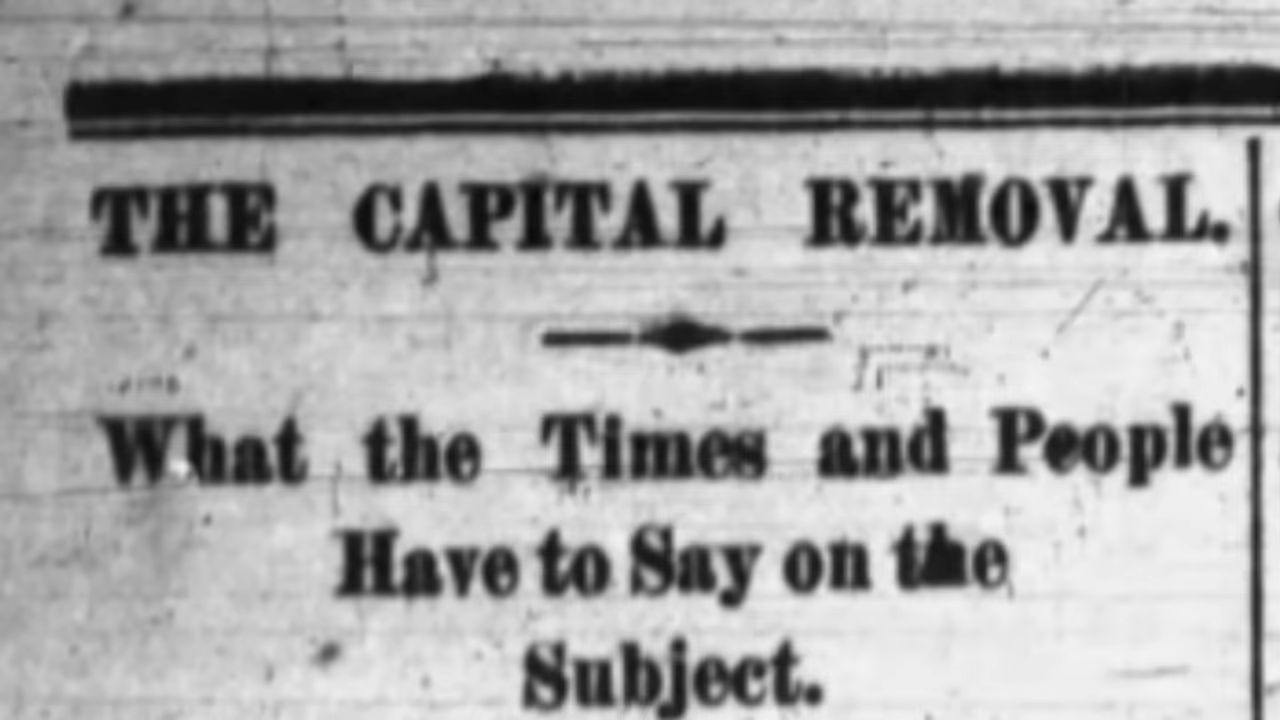 THE CAPITAL REMOVAL.
What the Times and People
Have to Say on the
Subject.